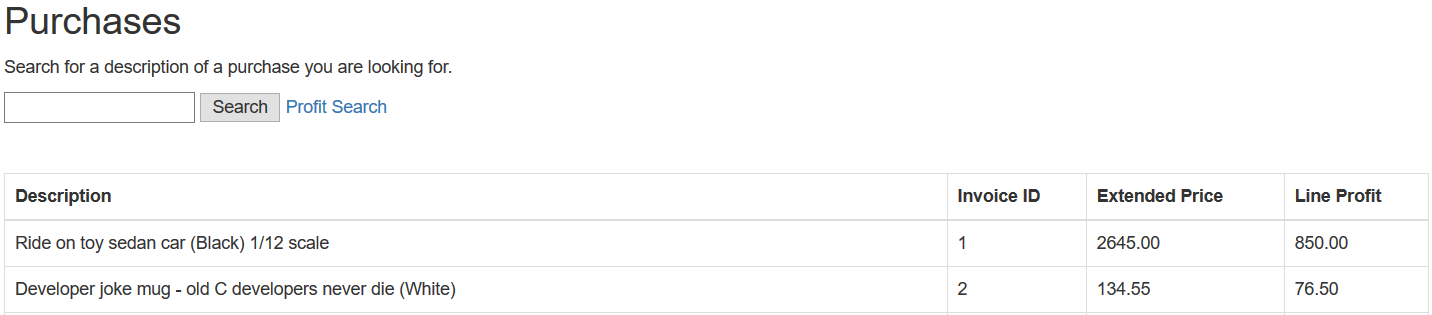 Purchases
Search for a description of a purchase you are looking for.
Search Profit Search
Description Invoice ID Extended Price Line Profit
Ride on toy sedan car (Black) 1/12 scale 1 2645.00 850.00
Developer joke mug - old C developers never die (White) 2 134.55 76.50